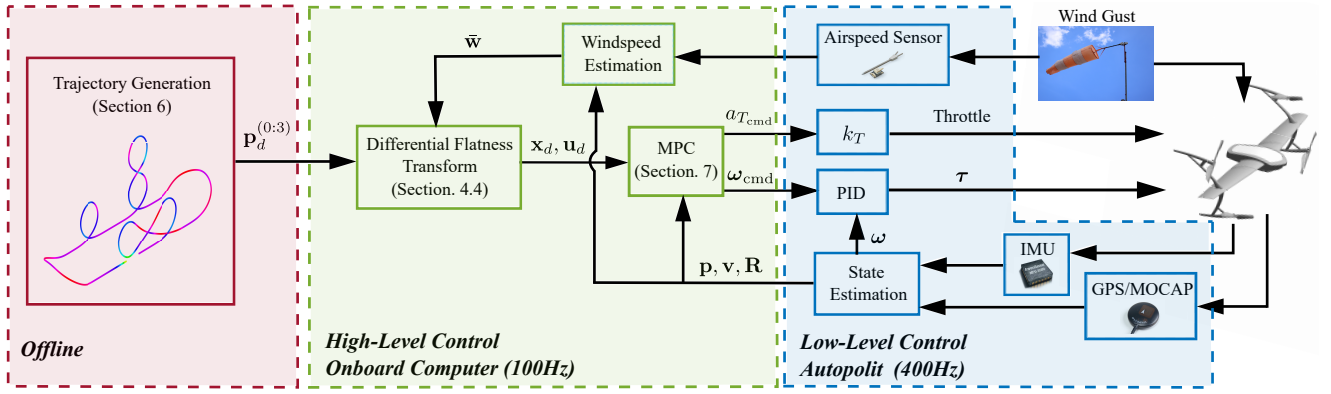 Trajectory Generation
(Section 6)
𝐩_d^(0:3)
Offline
w̄
Windspeed
Estimation
Differential Flatness
Transform
(Section. 4.4)
𝐱_d, 𝐮_d
MPC
(Section. 7)
a_T_cmd
ω_cmd
𝐩, 𝐯, 𝐑
High-Level Control
Onboard Computer (100Hz)
Airspeed Sensor
k_T
PID
ω
State
Estimation
IMU
GPS/MOCAP
Low-Level Control
Autopolit (400Hz)
Wind Gust
Throttle
τ